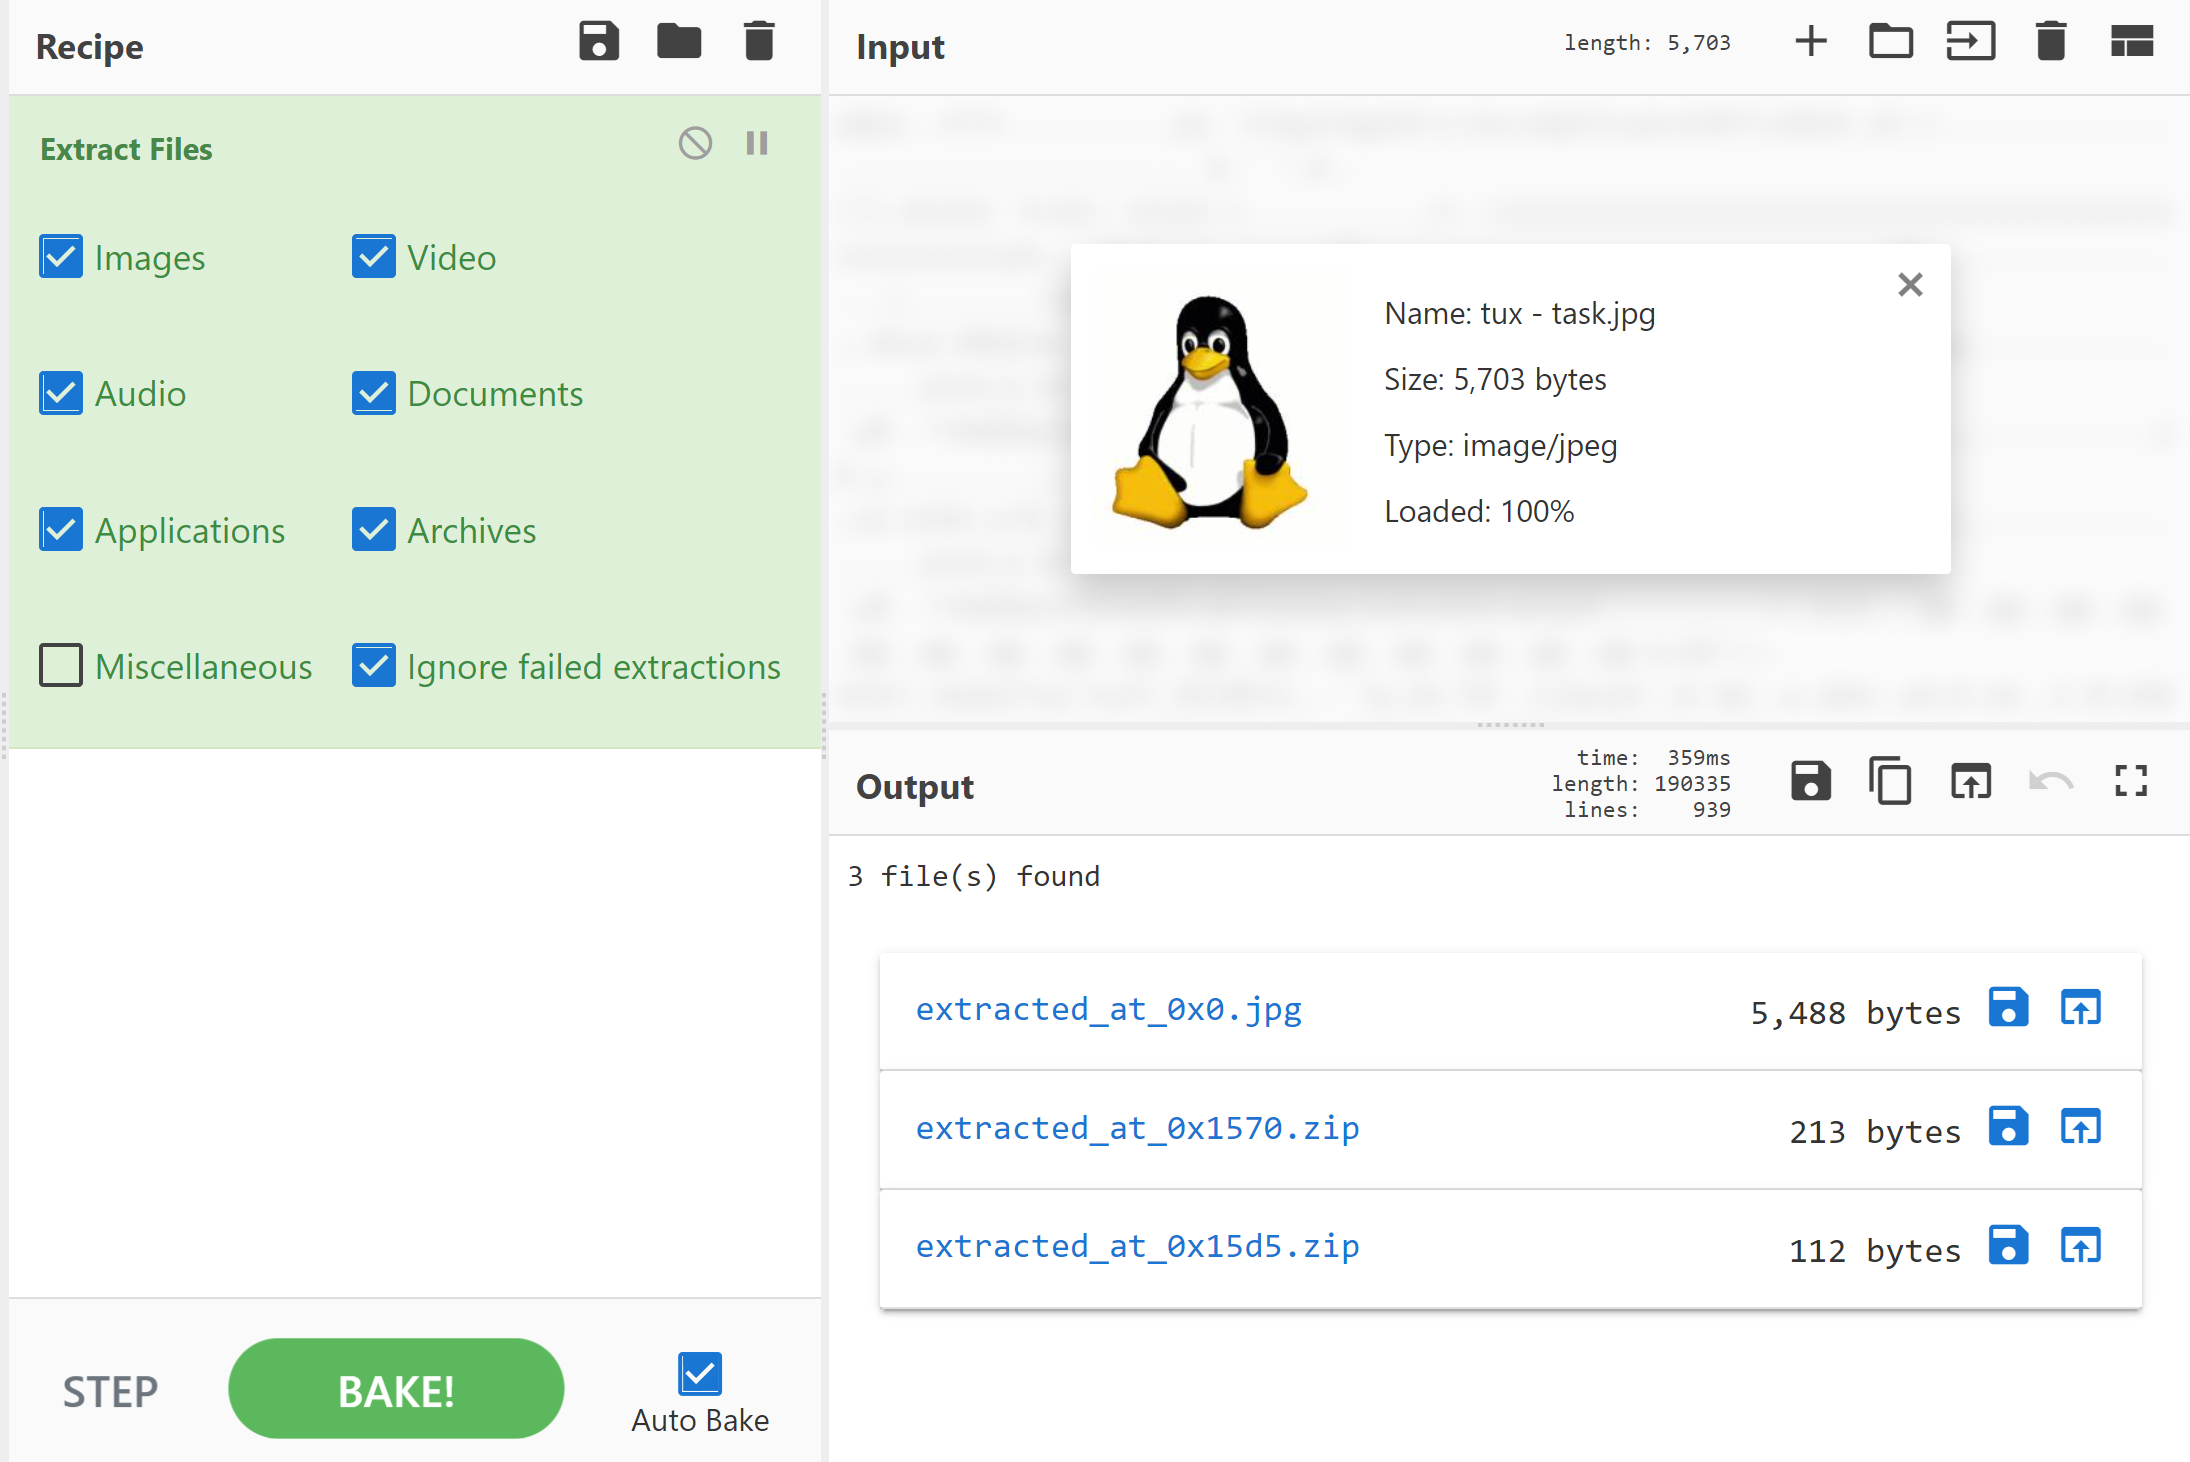 Recipe
Extract Files
Images
Video
Audio
Documents
Applications
Archives
Miscellaneous
Ignore failed extractions
STEP
BAKE!
Auto Bake
Input
length: 5,703
Name: tux - task.jpg
Size: 5,703 bytes
Type: image/jpeg
Loaded: 100%
Output
time: 359ms
length: 190335
lines: 939
3 file(s) found
extracted_at_0x0.jpg 5,488 bytes
extracted_at_0x1570.zip 213 bytes
extracted_at_0x15d5.zip 112 bytes